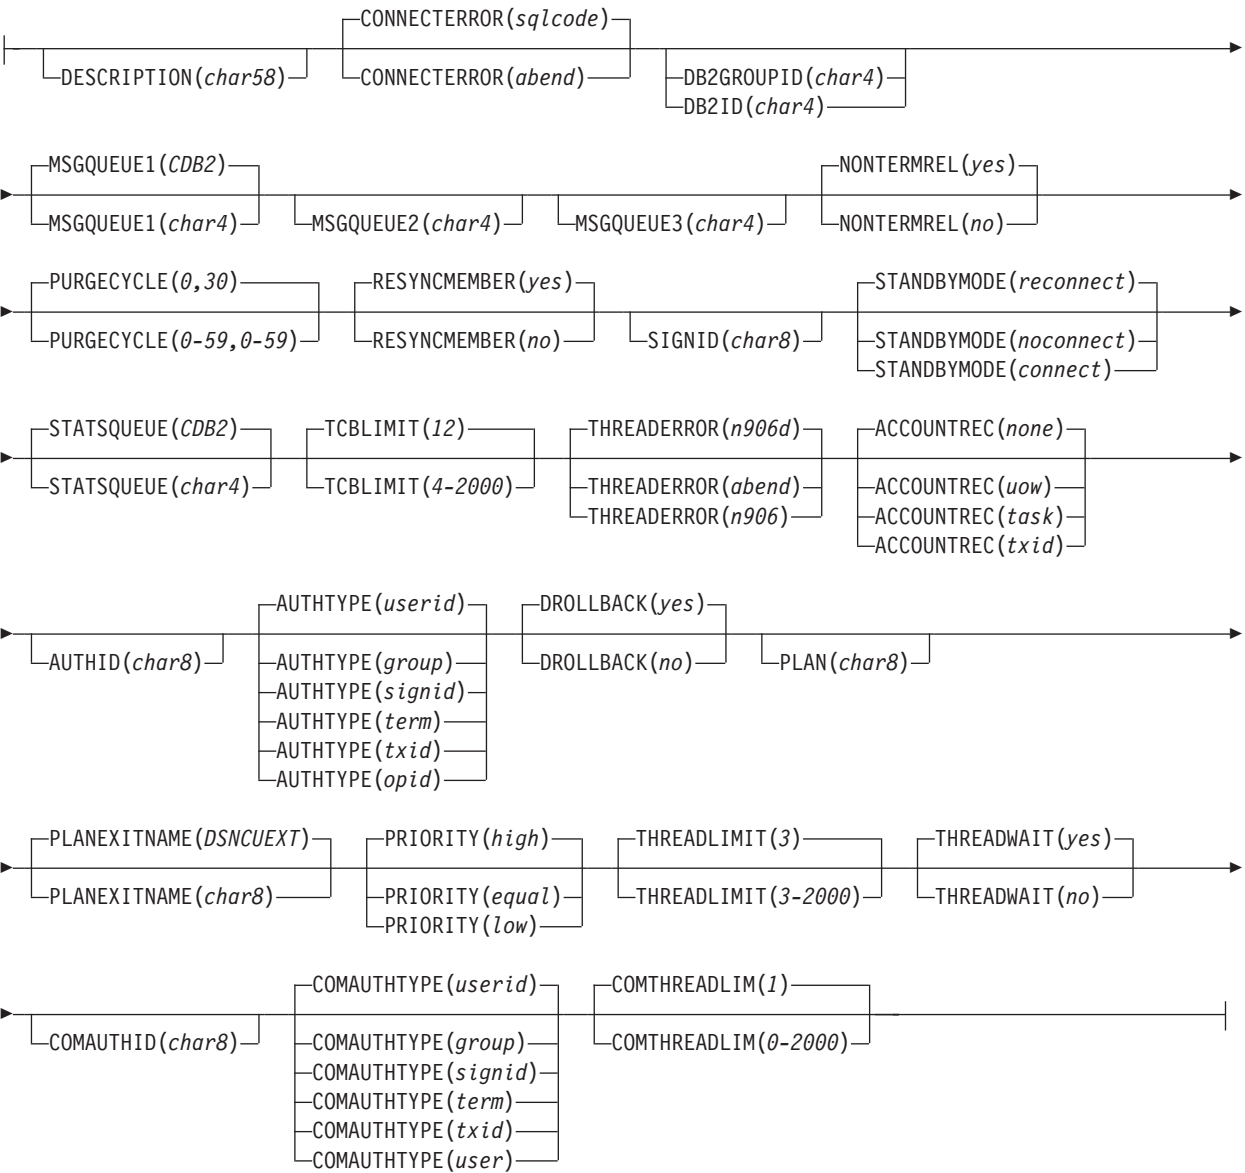 CONNECTERROR(sqlcode)
DESCRIPTION(char58) CONNECTERROR(abend) DB2GROUPID(char4)
DB2ID(char4)
MSGQUEUE1(CDB2) NONTERMREL(yes)
MSGQUEUE1(char4) MSGQUEUE2(char4) MSGQUEUE3(char4) NONTERMREL(no)
PURGECYCLE(0,30) RESYNCMEMBER(yes) STANDBYMODE(reconnect)
PURGECYCLE(0-59,0-59) RESYNCMEMBER(no) SIGNID(char8) STANDBYMODE(noconnect)
STANDBYMODE(connect)
STATSQUEUE(CDB2) TCBLIMIT(12) THREADERROR(n906d) ACCOUNTREC(none)
STATSQUEUE(char4) TCBLIMIT(4-2000) THREADERROR(abend) ACCOUNTREC(uow)
THREADERROR(n906) ACCOUNTREC(task)
ACCOUNTREC(txid)
AUTHTYPE(userid) DROLLBACK(yes)
AUTHID(char8) AUTHTYPE(group) DROLLBACK(no) PLAN(char8)
AUTHTYPE(signid)
AUTHTYPE(term)
AUTHTYPE(txid)
AUTHTYPE(opid)
PLANEXITNAME(DSNCUEXT) PRIORITY(high) THREADLIMIT(3) THREADWAIT(yes)
PLANEXITNAME(char8) PRIORITY(equal) THREADLIMIT(3-2000) THREADWAIT(no)
PRIORITY(low)
COMAUTHTYPE(userid) COMTHREADLIM(1)
COMAUTHID(char8) COMAUTHTYPE(group) COMTHREADLIM(0-2000)
COMAUTHTYPE(signid)
COMAUTHTYPE(term)
COMAUTHTYPE(txid)
COMAUTHTYPE(user)